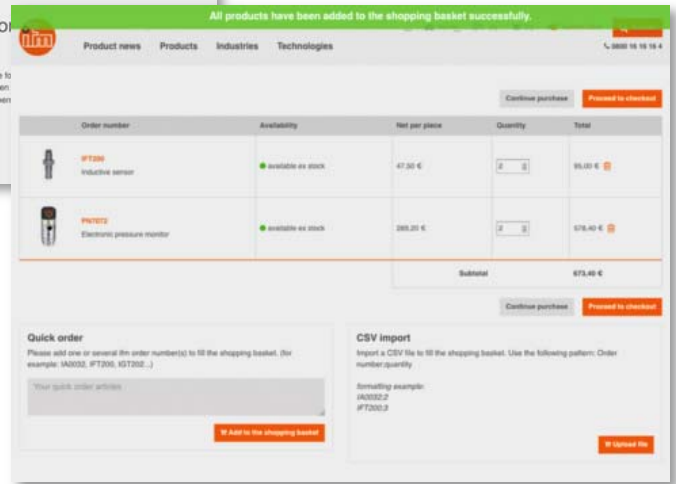 All products have been added to the shopping basket successfully.
ifm
Product news Products Industries Technologies
0800 16 16 16 4
Continue purchase Proceed to checkout
Order number Availability Net per piece Quantity Total
IFT200
Inductive sensor
available ex stock 47,50 € 2 95,00 €
PN7072
Electronic pressure monitor
available ex stock 289,20 € 2 578,40 €
Subtotal 673,40 €
Continue purchase Proceed to checkout
Quick order
Please add one or several ifm order number(s) to fill the shopping basket. (for
example: IA0032, IFT200, IGT202...)
Your quick order articles
Add to the shopping basket
CSV import
Import a CSV file to fill the shopping basket. Use the following pattern: Order
number;quantity
formatting example:
IA0032;2
IFT200;3
Upload file